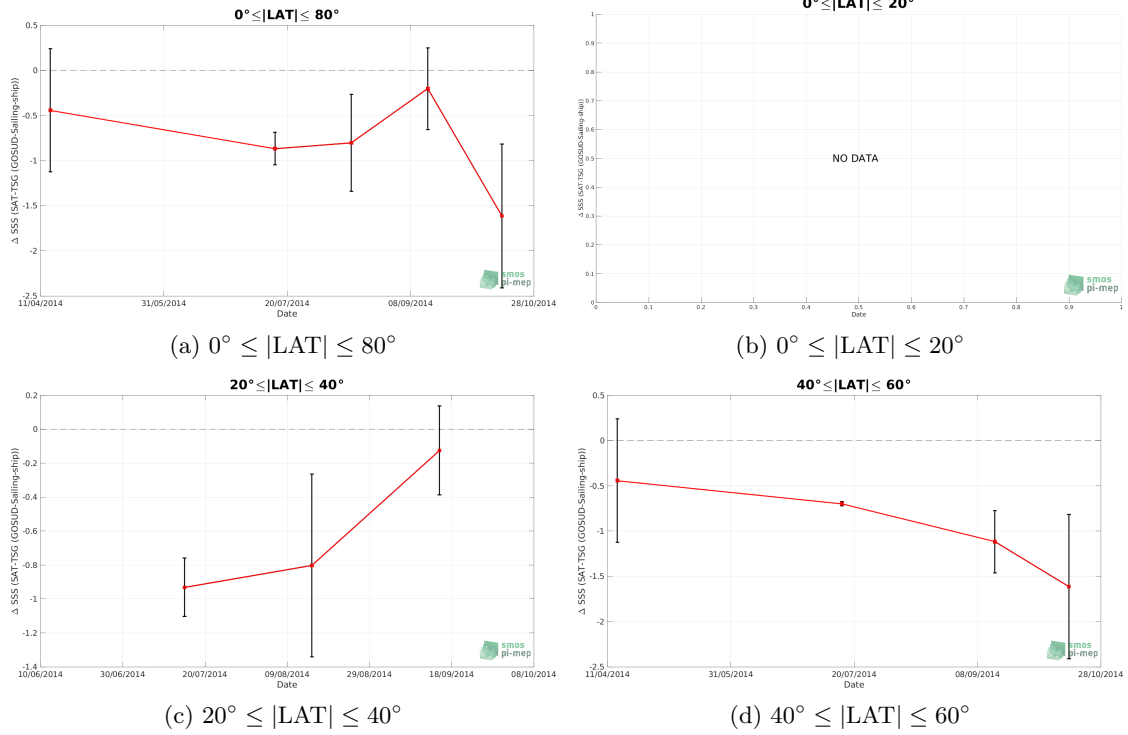 0°≤|LAT|≤ 80°
Δ SSS (SAT-TSG (GOSUD-Sailing-ship))
0.5
0
-0.5
-1
-1.5
-2
-2.5
smos
pi-mep
11/04/2014 31/05/2014 20/07/2014 08/09/2014 28/10/2014
Date
(a) 0° ≤ |LAT| ≤ 80°
0°≤|LAT|≤ 20°
Δ SSS (SAT-TSG (GOSUD-Sailing-ship))
1
0.9
0.8
0.7
0.6
0.5
0.4
0.3
0.2
0.1
0
NO DATA
smos
pi-mep
0 0.1 0.2 0.3 0.4 0.5 0.6 0.7 0.8 0.9 1
Date
(b) 0° ≤ |LAT| ≤ 20°
20°≤|LAT|≤ 40°
Δ SSS (SAT-TSG (GOSUD-Sailing-ship))
0.2
0
-0.2
-0.4
-0.6
-0.8
-1
-1.2
-1.4
smos
pi-mep
10/06/2014 30/06/2014 20/07/2014 09/08/2014 29/08/2014 18/09/2014 08/10/2014
Date
(c) 20° ≤ |LAT| ≤ 40°
40°≤|LAT|≤ 60°
Δ SSS (SAT-TSG (GOSUD-Sailing-ship))
0.5
0
-0.5
-1
-1.5
-2
-2.5
smos
pi-mep
11/04/2014 31/05/2014 20/07/2014 08/09/2014 28/10/2014
Date
(d) 40° ≤ |LAT| ≤ 60°